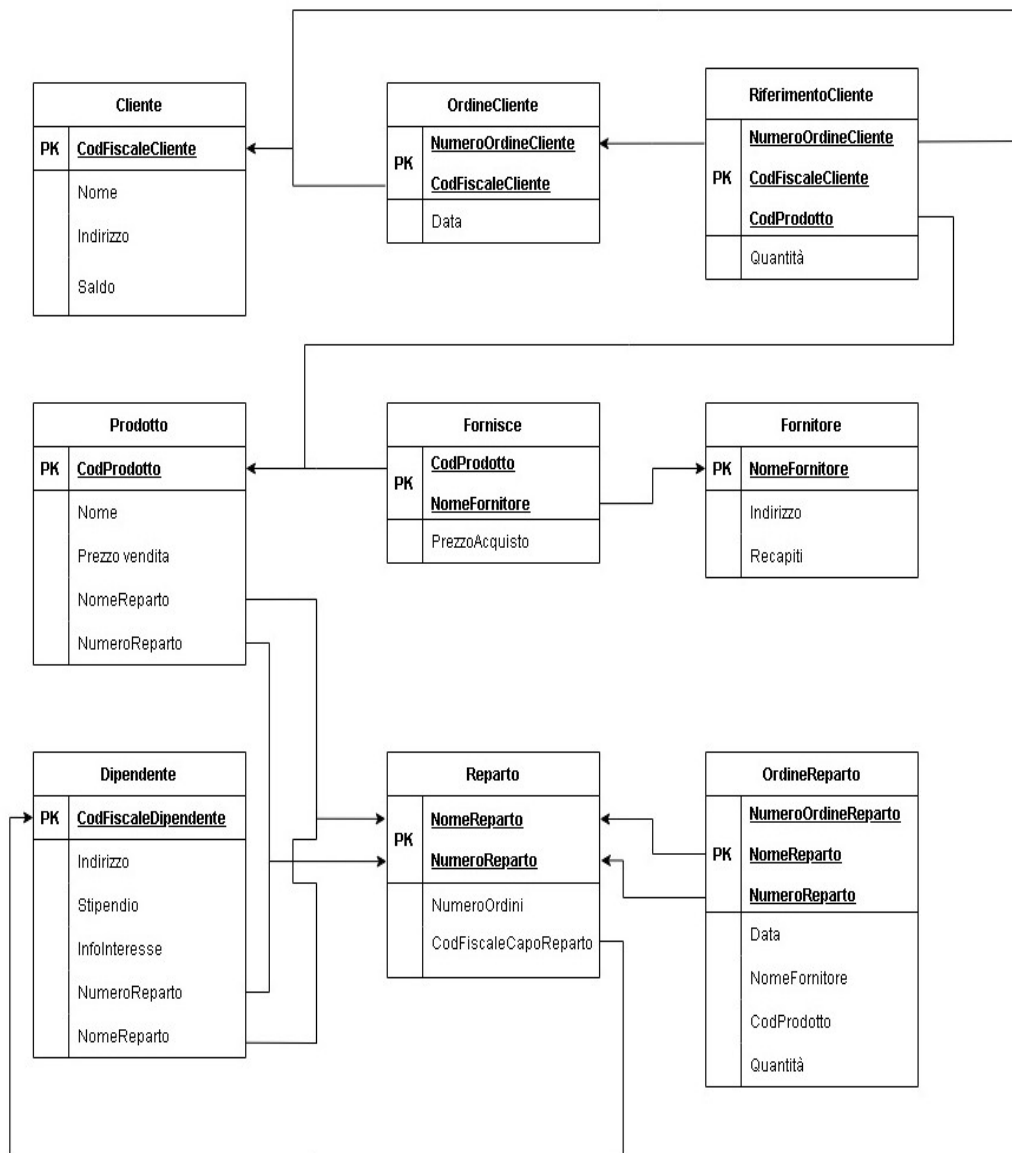 Cliente
PK CodFiscaleCliente
Nome
Indirizzo
Saldo
OrdineCliente
PK
NumeroOrdineCliente
CodFiscaleCliente
Data
RiferimentoCliente
PK
NumeroOrdineCliente
CodFiscaleCliente
CodProdotto
Quantità
Prodotto
PK CodProdotto
Nome
Prezzo vendita
NomeReparto
NumeroReparto
Fornisce
PK
CodProdotto
NomeFornitore
PrezzoAcquisto
Fornitore
PK NomeFornitore
Indirizzo
Recapiti
Dipendente
PK CodFiscaleDipendente
Indirizzo
Stipendio
InfoInteresse
NumeroReparto
NomeReparto
Reparto
PK
NomeReparto
NumeroReparto
NumeroOrdini
CodFiscaleCapoReparto
OrdineReparto
PK
NumeroOrdineReparto
NomeReparto
NumeroReparto
Data
NomeFornitore
CodProdotto
Quantità